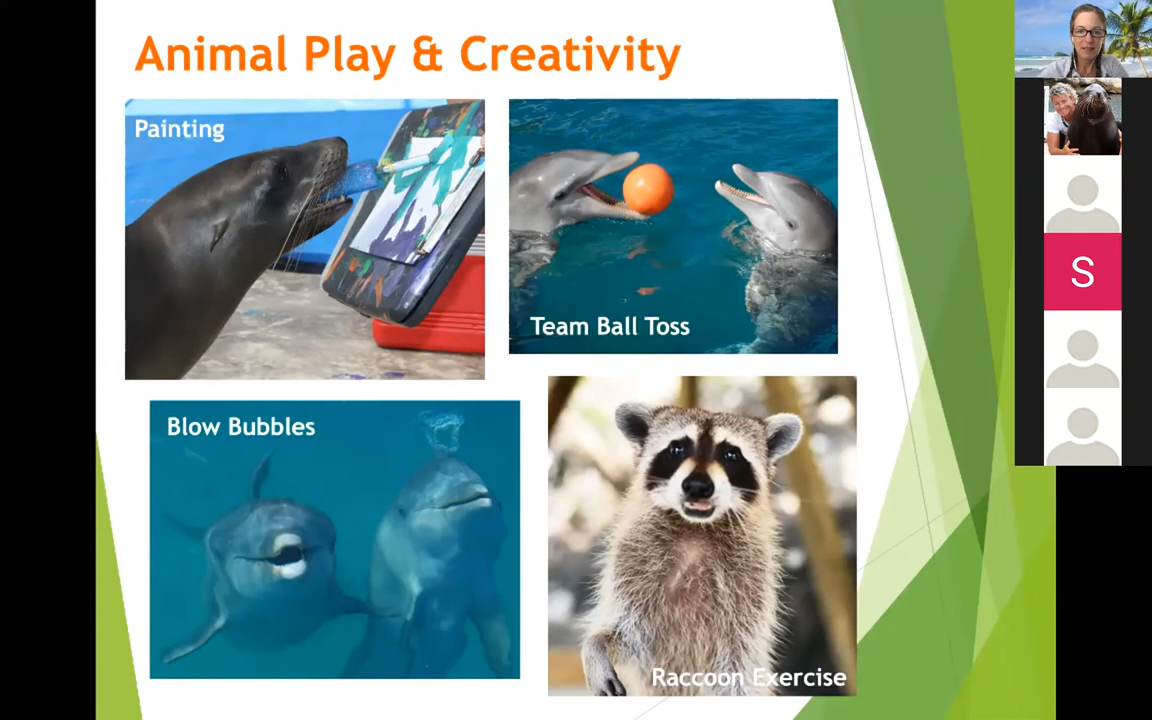 Animal Play & Creativity
Painting
Team Ball Toss
Blow Bubbles
Raccoon Exercise
S